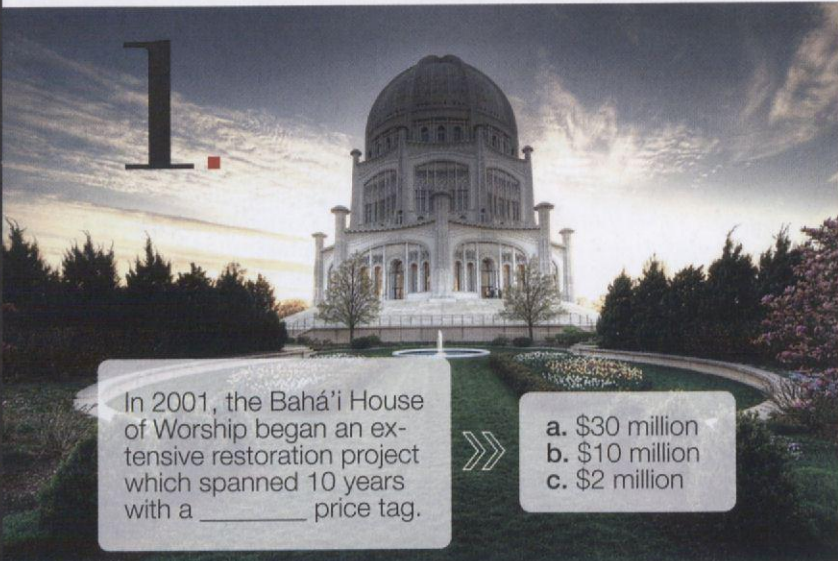 1.
In 2001, the Bahá'i House
of Worship began an ex-
tensive restoration project
which spanned 10 years
with a ________ price tag.
a. $30 million
b. $10 million
c. $2 million